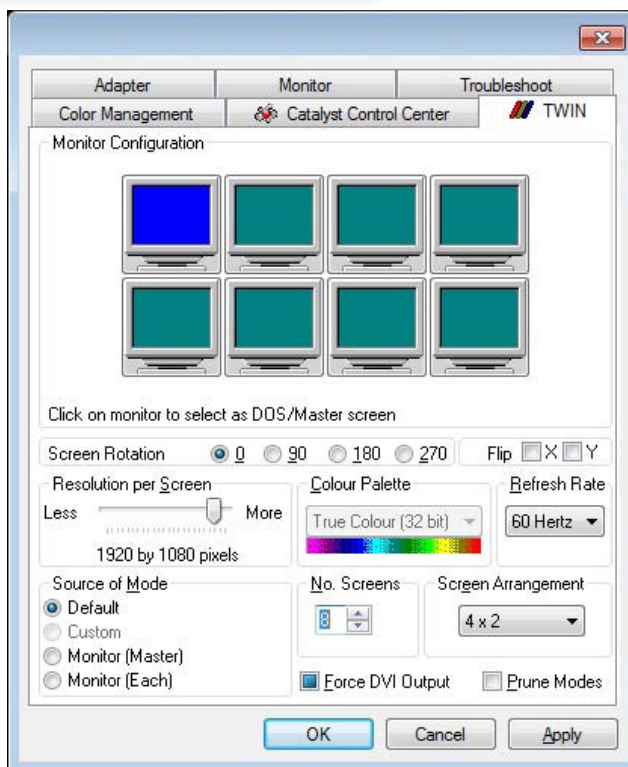 Adapter Monitor Troubleshoot
Color Management Catalyst Control Center TWIN
Monitor Configuration
Click on monitor to select as DOS/Master screen
Screen Rotation 0 90 180 270 Flip X Y
Resolution per Screen Colour Palette Refresh Rate
Less More True Colour (32 bit) 60 Hertz
1920 by 1080 pixels
Source of Mode No. Screens Screen Arrangement
Default 8 4 x 2
Custom
Monitor (Master)
Monitor (Each) Force DVI Output Prune Modes
OK Cancel Apply